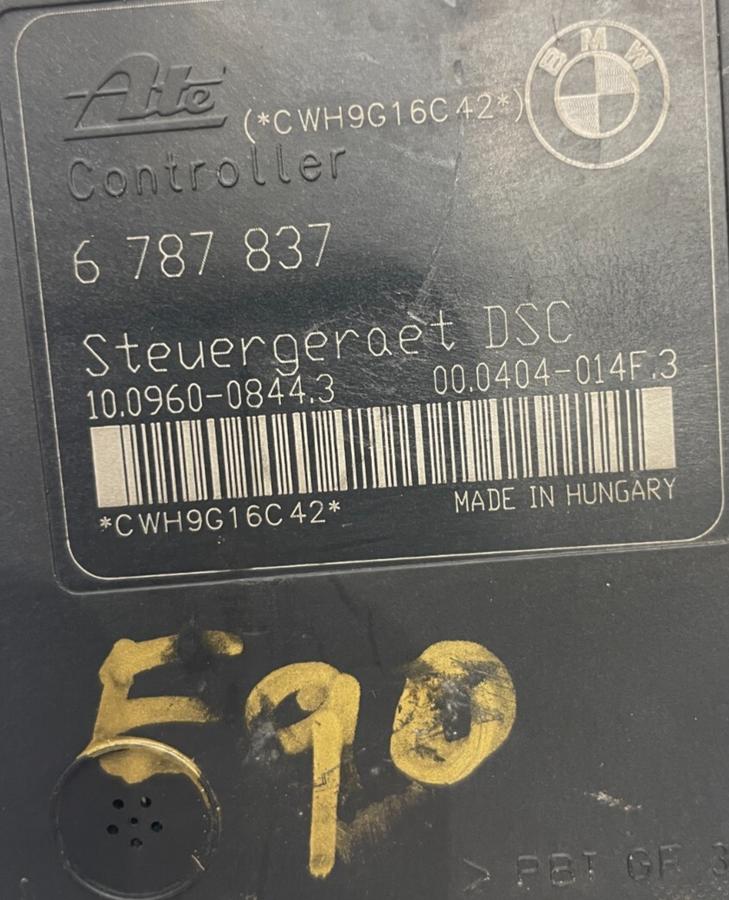 Ate
(*CWH9G16C42*)
BMW
Controller
6 787 837
Steuergeraet DSC
10.0960-0844.3 00.0404-014F.3
*CWH9G16C42*
MADE IN HUNGARY
E90
> PBT GF 3